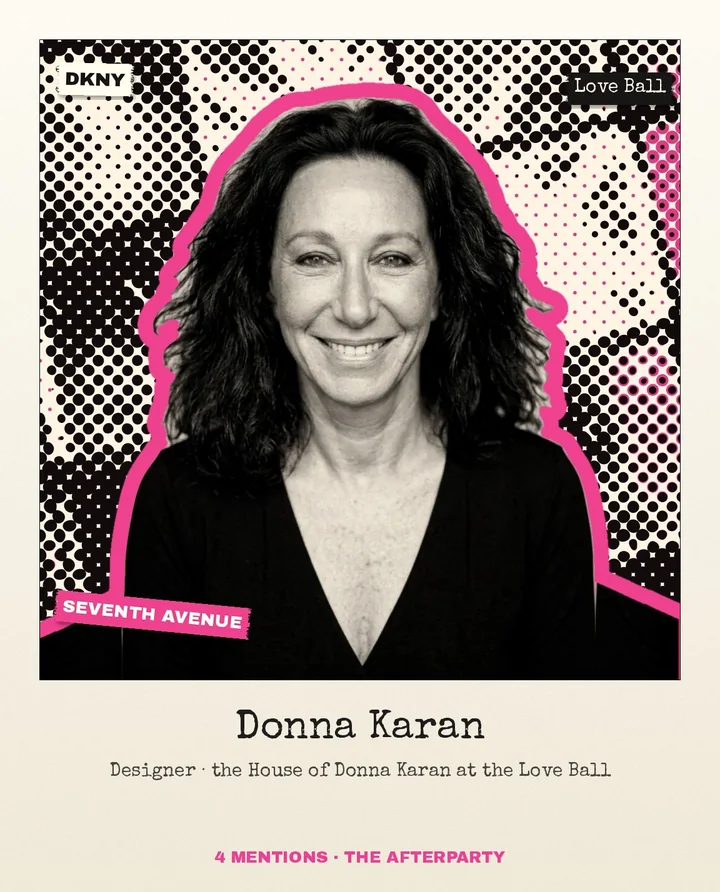 DKNY
Love Ball
SEVENTH AVENUE
Donna Karan
Designer · the House of Donna Karan at the Love Ball
4 MENTIONS · THE AFTERPARTY